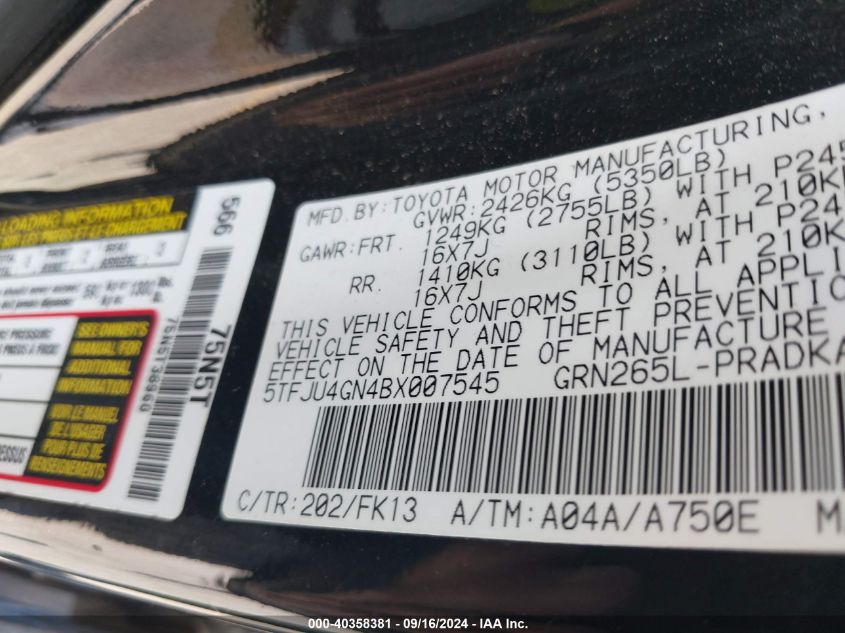 MFD.BY:TOYOTA MOTOR MANUFACTURING,
GVWR:2426KG (5350LB)
GAWR:FRT. 1249KG (2755LB) WITH P245
16X7J RIMS, AT 210KP
RR. 1410KG (3110LB) WITH P24
16X7J RIMS, AT 210K
THIS VEHICLE CONFORMS TO ALL APPLI
VEHICLE SAFETY AND THEFT PREVENTIO
EFFECT ON THE DATE OF MANUFACTURE
5TFJU4GN4BX007545 GRN265L-PRADKA
C/TR:202/FK13 A/TM:A04A/A750E M
LOADING INFORMATION
566
75N5T
SEE OWNER'S
MANUAL FOR
ADDITIONAL
INFORMATION
VOIR LE MANUEL
DE L'USAGER
POUR PLUS DE
RENSEIGNEMENTS
000-40358381 - 09/16/2024 - IAA Inc.